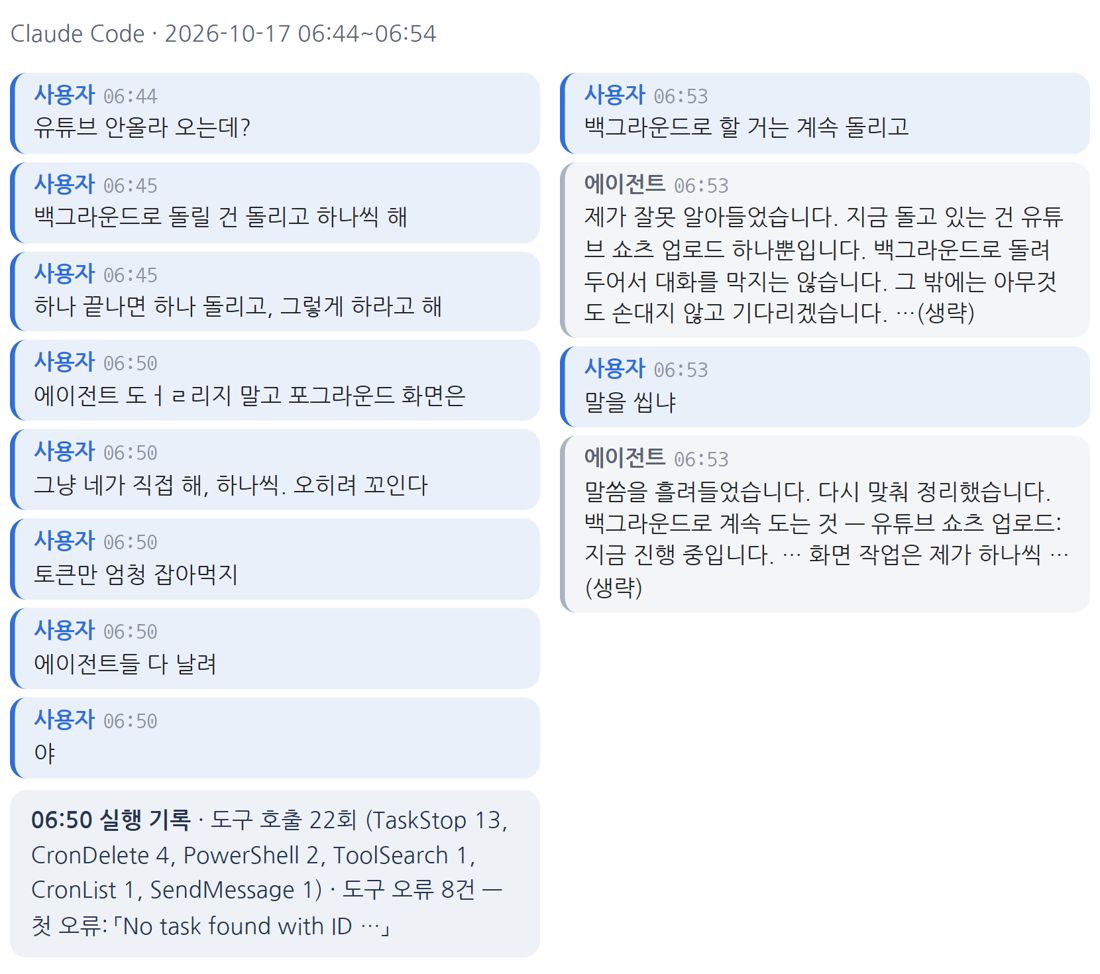 Claude Code · 2026-10-17 06:44~06:54
사용자 06:44
유튜브 안올라 오는데?
사용자 06:45
백그라운드로 돌릴 건 돌리고 하나씩 해
사용자 06:45
하나 끝나면 하나 돌리고, 그렇게 하라고 해
사용자 06:50
에이전트 도ㅓㄹ리지 말고 포그라운드 화면은
사용자 06:50
그냥 네가 직접 해, 하나씩. 오히려 꼬인다
사용자 06:50
토큰만 엄청 잡아먹지
사용자 06:50
에이전트들 다 날려
사용자 06:50
야
06:50 실행 기록 · 도구 호출 22회 (TaskStop 13,
CronDelete 4, PowerShell 2, ToolSearch 1,
CronList 1, SendMessage 1) · 도구 오류 8건 —
첫 오류: 「No task found with ID …」
사용자 06:53
백그라운드로 할 거는 계속 돌리고
에이전트 06:53
제가 잘못 알아들었습니다. 지금 돌고 있는 건 유튜
브 쇼츠 업로드 하나뿐입니다. 백그라운드로 돌려
두어서 대화를 막지는 않습니다. 그 밖에는 아무것
도 손대지 않고 기다리겠습니다. …(생략)
사용자 06:53
말을 씹냐
에이전트 06:53
말씀을 흘려들었습니다. 다시 맞춰 정리했습니다.
백그라운드로 계속 도는 것 — 유튜브 쇼츠 업로드:
지금 진행 중입니다. … 화면 작업은 제가 하나씩 …
(생략)